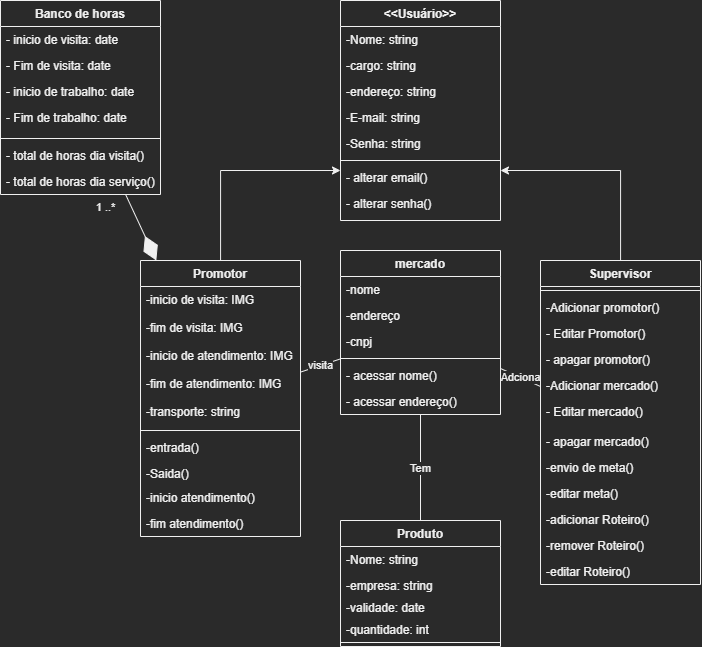 Banco de horas
- inicio de visita: date
- Fim de visita: date
- inicio de trabalho: date
- Fim de trabalho: date
- total de horas dia visita()
- total de horas dia serviço()
1 ..*
<<Usuário>>
-Nome: string
-cargo: string
-endereço: string
-E-mail: string
-Senha: string
- alterar email()
- alterar senha()
Promotor
-inicio de visita: IMG
-fim de visita: IMG
-inicio de atendimento: IMG
-fim de atendimento: IMG
-transporte: string
-entrada()
-Saida()
-inicio atendimento()
-fim atendimento()
visita
mercado
-nome
-endereço
-cnpj
- acessar nome()
- acessar endereço()
Adciona
Supervisor
-Adicionar promotor()
- Editar Promotor()
- apagar promotor()
-Adicionar mercado()
- Editar mercado()
- apagar mercado()
-envio de meta()
-editar meta()
-adicionar Roteiro()
-remover Roteiro()
-editar Roteiro()
Tem
Produto
-Nome: string
-empresa: string
-validade: date
-quantidade: int